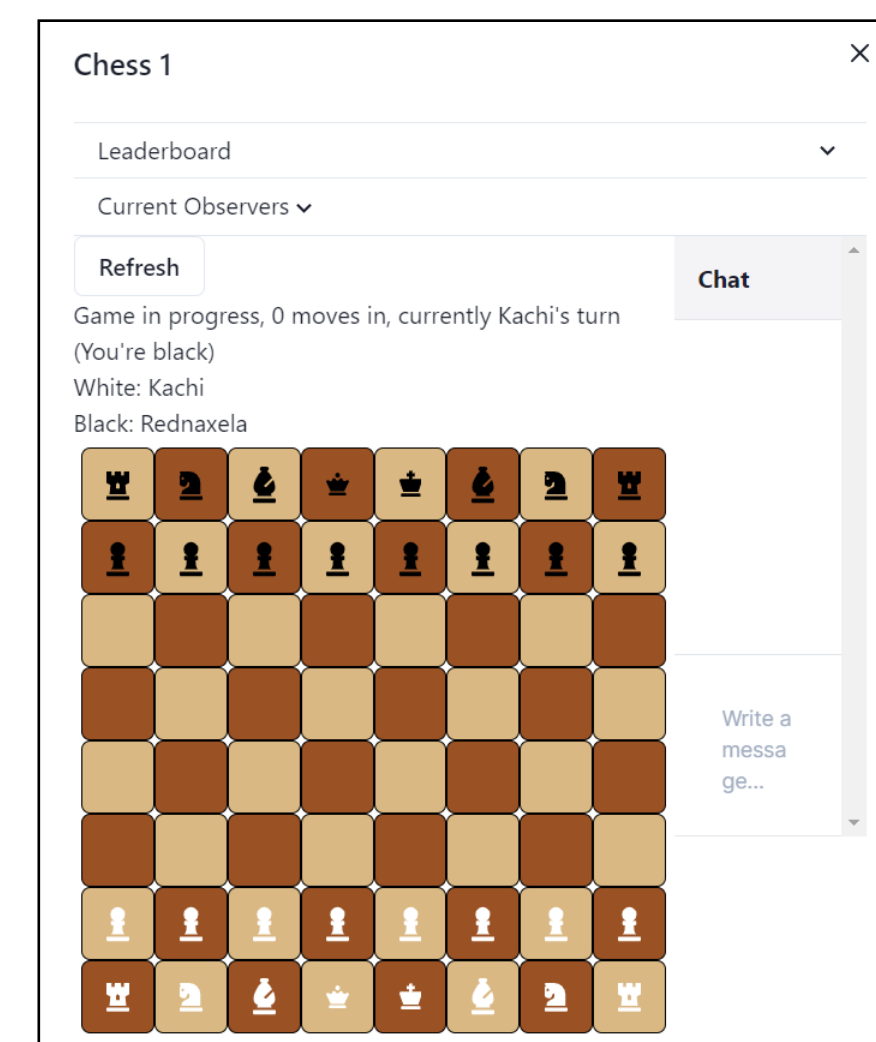 Chess 1
Leaderboard
Current Observers
Refresh
Chat
Game in progress, 0 moves in, currently Kachi's turn
(You're black)
White: Kachi
Black: Rednaxela
Write a
messa
ge...